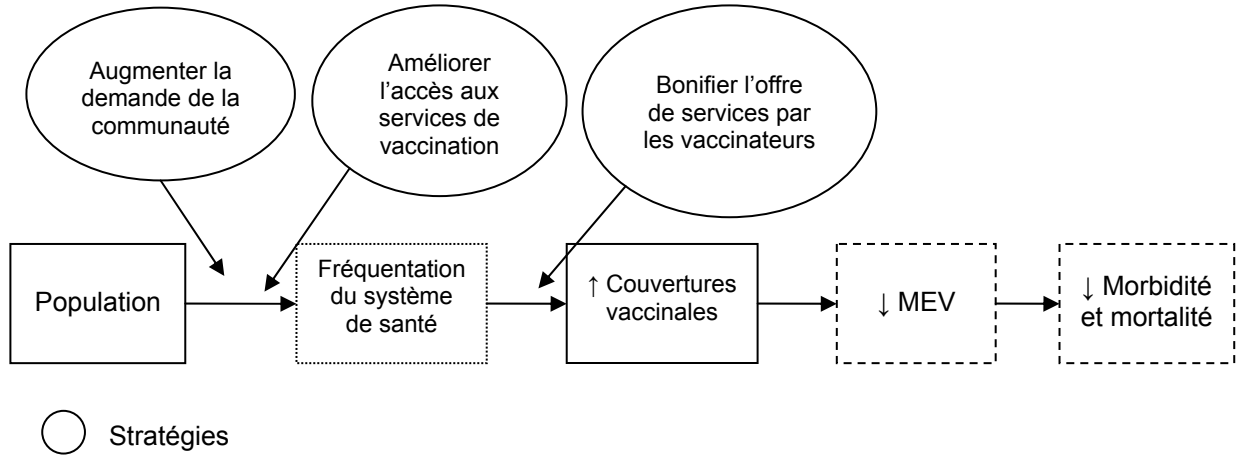 Augmenter la
demande de la
communauté
Améliorer
l’accès aux
services de
vaccination
Bonifier l’offre
de services par
les vaccinateurs
Population
Fréquentation
du système
de santé
↑ Couvertures
vaccinales
↓ MEV
↓ Morbidité
et mortalité
Stratégies